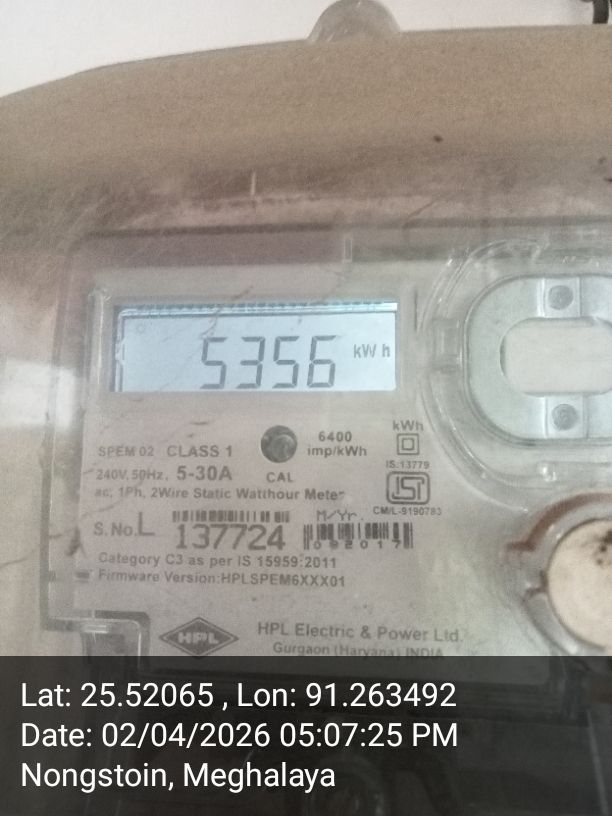 5356 kWh
SPEM 02 CLASS 1
6400
imp/kWh
kWh
240V, 50Hz, 5-30A
CAL
IS:13779
ac, 1Ph, 2Wire Static Watthour Meter
ISI
CM/L-9190783
S.No.L 137724
M/Yr.
092017
Category C3 as per IS 15959:2011
Firmware Version:HPLSPEM6XXX01
HPL
HPL Electric & Power Ltd.
Gurgaon (Haryana) INDIA
Lat: 25.52065 , Lon: 91.263492
Date: 02/04/2026 05:07:25 PM
Nongstoin, Meghalaya